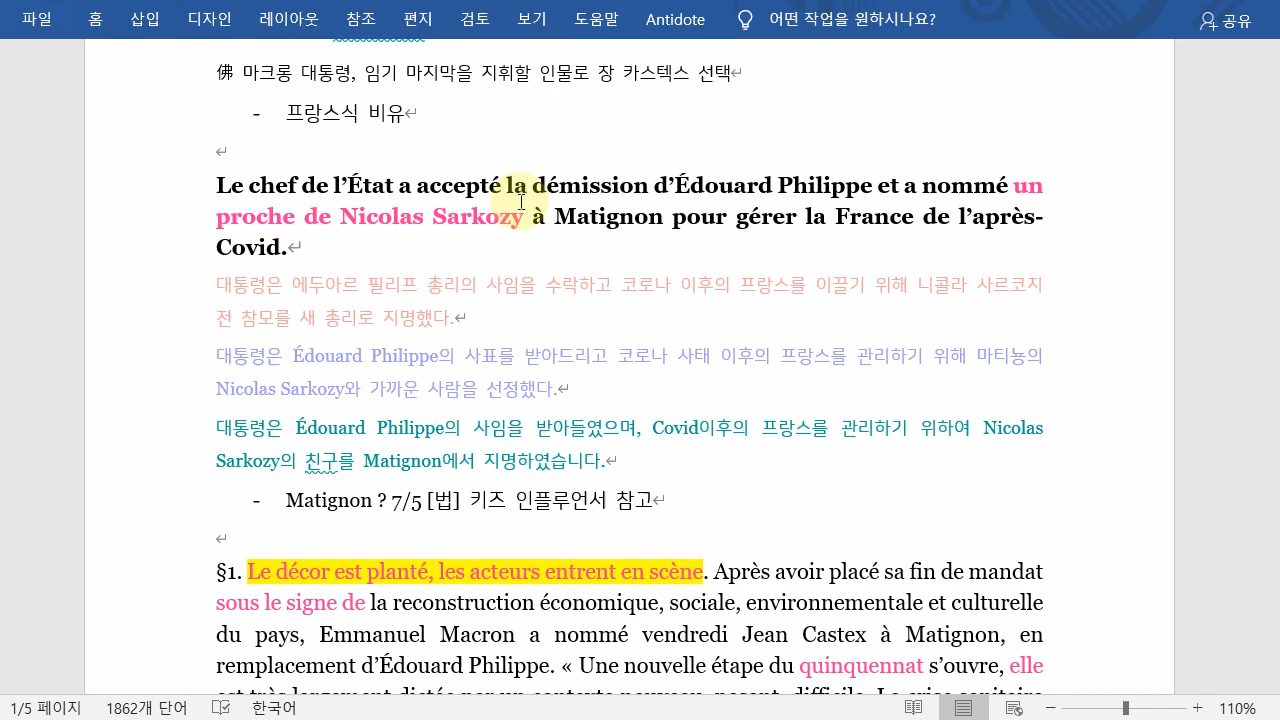 파일 홈 삽입 디자인 레이아웃 참조 편지 검토 보기 도움말 Antidote 어떤 작업을 원하시나요? 공유
佛 마크롱 대통령, 임기 마지막을 지휘할 인물로 장 카스텍스 선택
- 프랑스식 비유
Le chef de l’État a accepté la démission d’Édouard Philippe et a nommé un
proche de Nicolas Sarkozy à Matignon pour gérer la France de l’après-
Covid.
대통령은 에두아르 필리프 총리의 사임을 수락하고 코로나 이후의 프랑스를 이끌기 위해 니콜라 사르코지
전 참모를 새 총리로 지명했다.
대통령은 Édouard Philippe의 사표를 받아드리고 코로나 사태 이후의 프랑스를 관리하기 위해 마티뇽의
Nicolas Sarkozy와 가까운 사람을 선정했다.
대통령은 Édouard Philippe의 사임을 받아들였으며, Covid이후의 프랑스를 관리하기 위하여 Nicolas
Sarkozy의 친구를 Matignon에서 지명하였습니다.
- Matignon ? 7/5 [법] 키즈 인플루언서 참고
§1. Le décor est planté, les acteurs entrent en scène. Après avoir placé sa fin de mandat
sous le signe de la reconstruction économique, sociale, environnementale et culturelle
du pays, Emmanuel Macron a nommé vendredi Jean Castex à Matignon, en
remplacement d’Édouard Philippe. « Une nouvelle étape du quinquennat s’ouvre, elle
est très largement dictée par un contexte nouveau, pesant, difficile. La crise sanitaire
1/5 페이지 1862개 단어 한국어 110%